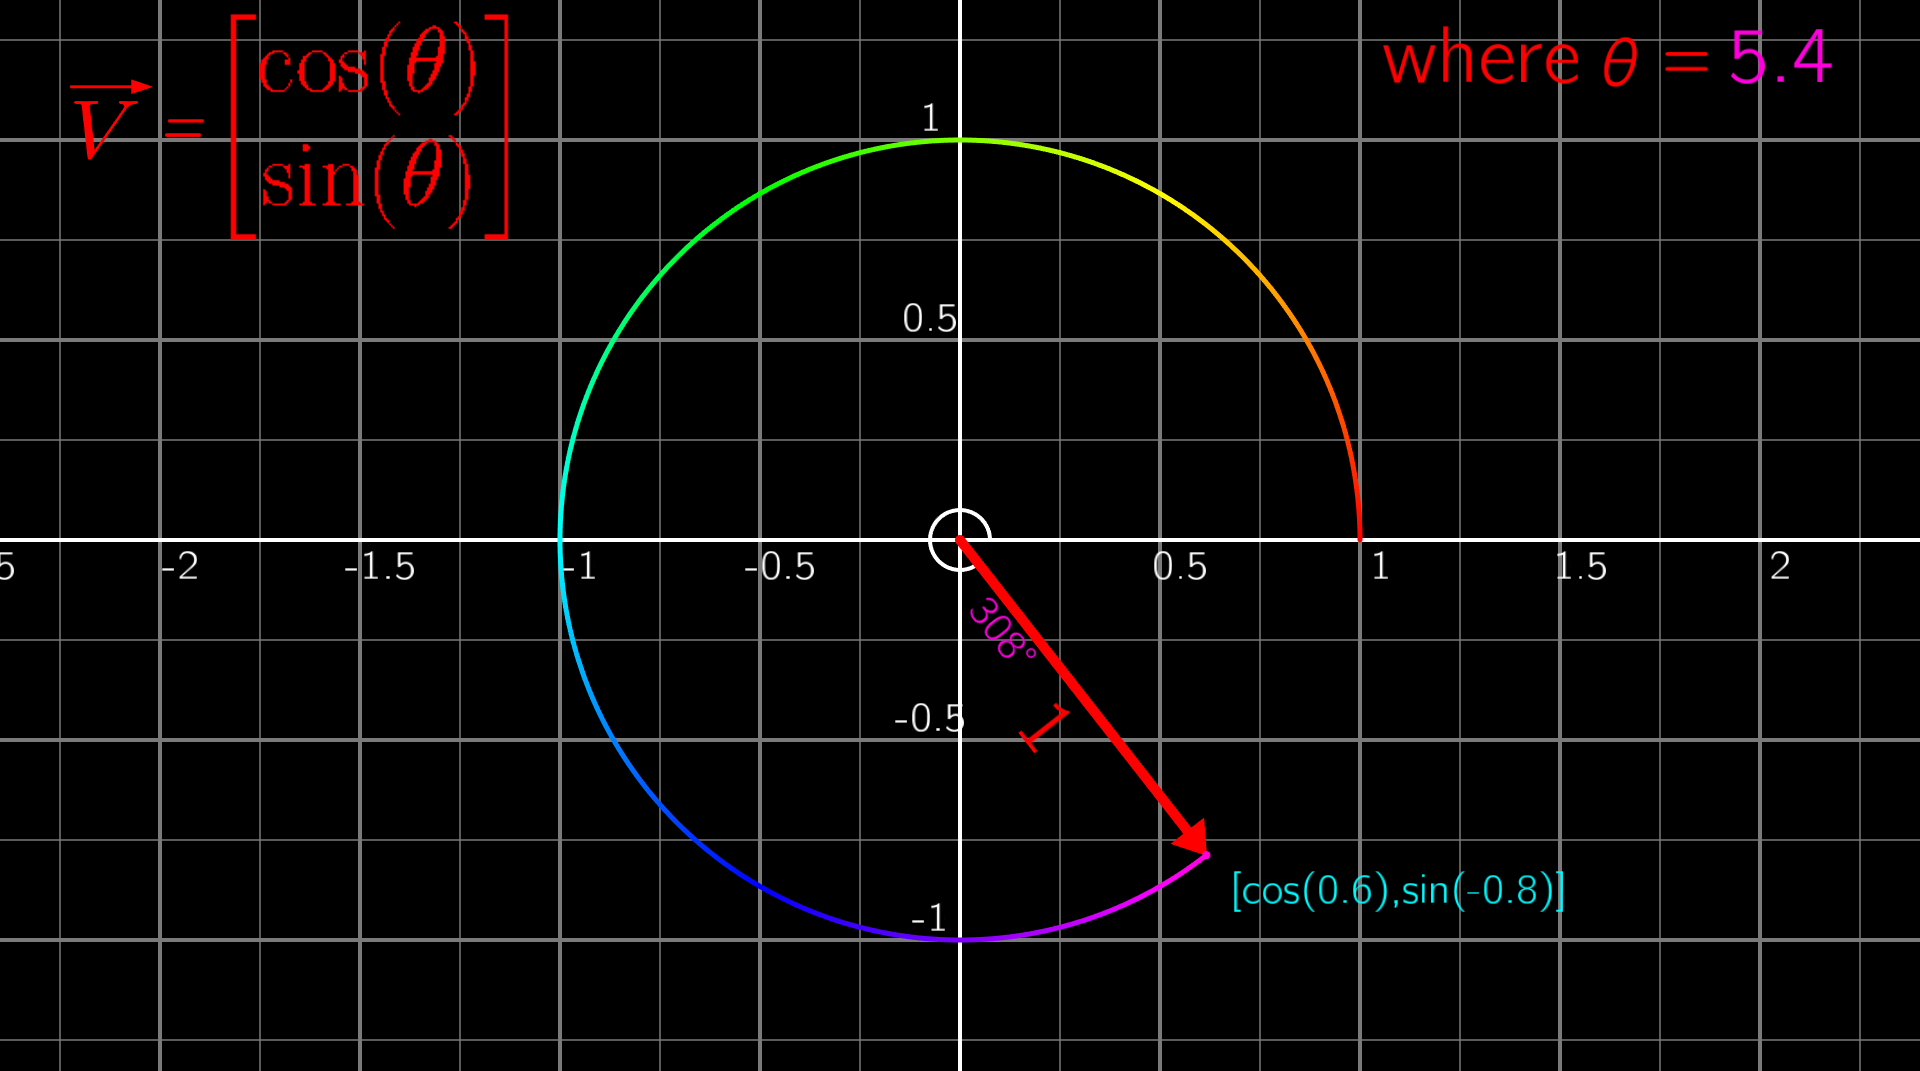 V = [cos(θ)
sin(θ)]
where θ = 5.4
1
0.5
5 -2 -1.5 -1 -0.5 0.5 1 1.5 2
308°
1
-0.5
[cos(0.6),sin(-0.8)]
-1